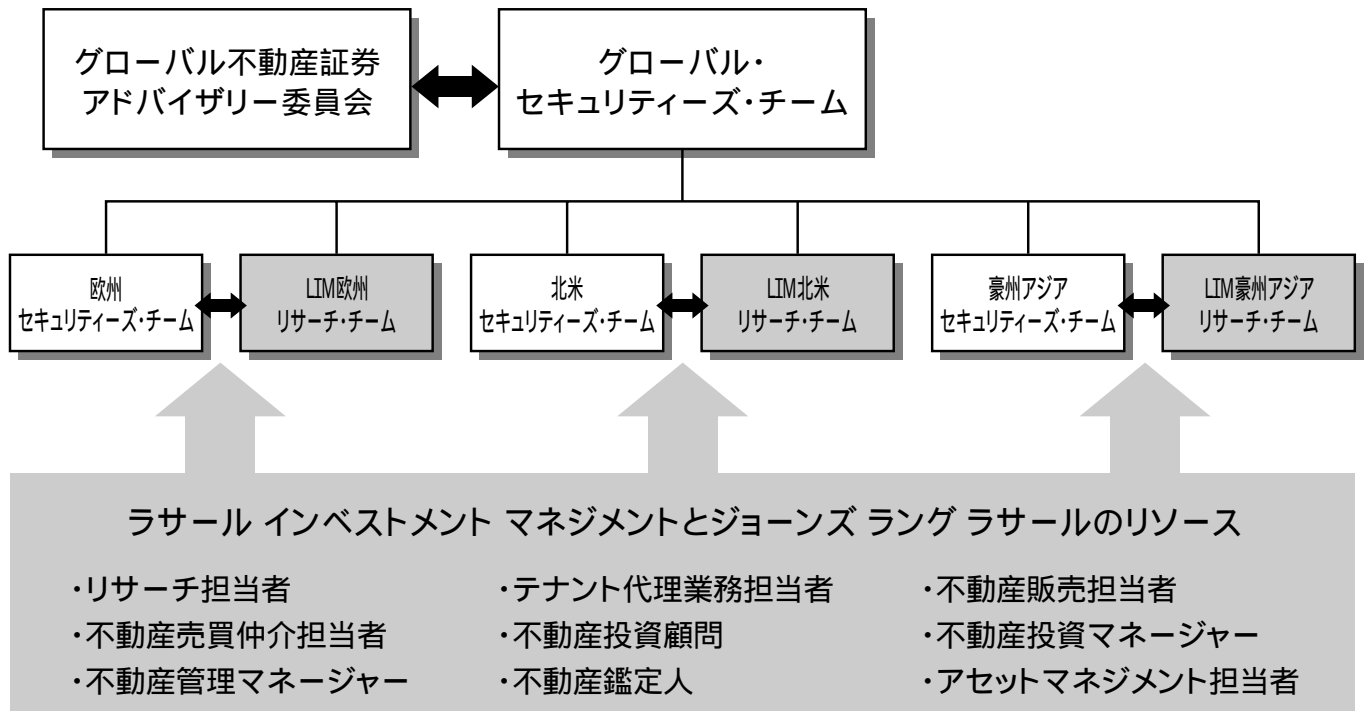 グローバル不動産証券
アドバイザリー委員会
グローバル・
セキュリティーズ・チーム
欧州
セキュリティーズ・チーム
LIM欧州
リサーチ・チーム
北米
セキュリティーズ・チーム
LIM北米
リサーチ・チーム
豪州アジア
セキュリティーズ・チーム
LIM豪州アジア
リサーチ・チーム
ラサール インベストメント マネジメントとジョーンズ ラング ラサールのリソース
・リサーチ担当者
・不動産売買仲介担当者
・不動産管理マネージャー
・テナント代理業務担当者
・不動産投資顧問
・不動産鑑定人
・不動産販売担当者
・不動産投資マネージャー
・アセットマネジメント担当者